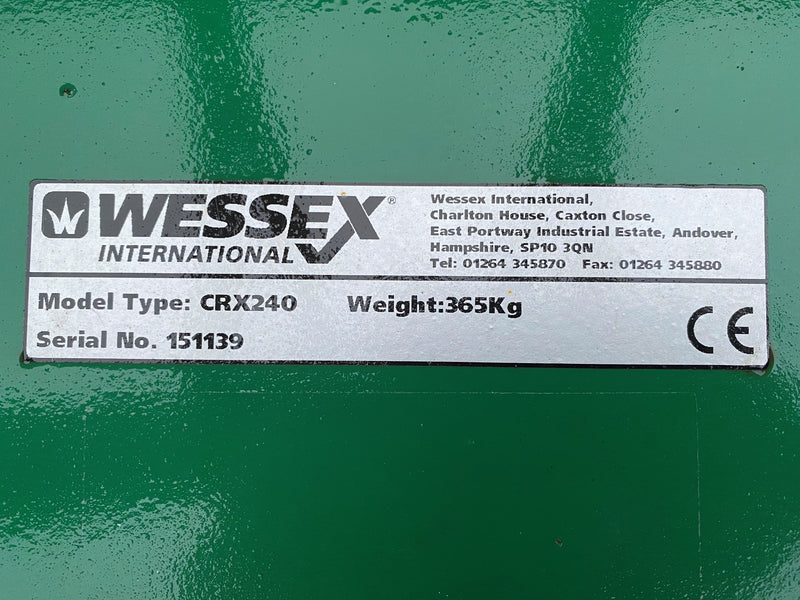 WESSEX®
INTERNATIONAL
Wessex International,
Charlton House, Caxton Close,
East Portway Industrial Estate, Andover,
Hampshire, SP10 3QN
Tel: 01264 345870 Fax: 01264 345880
Model Type: CRX240 Weight:365Kg
Serial No. 151139
CE